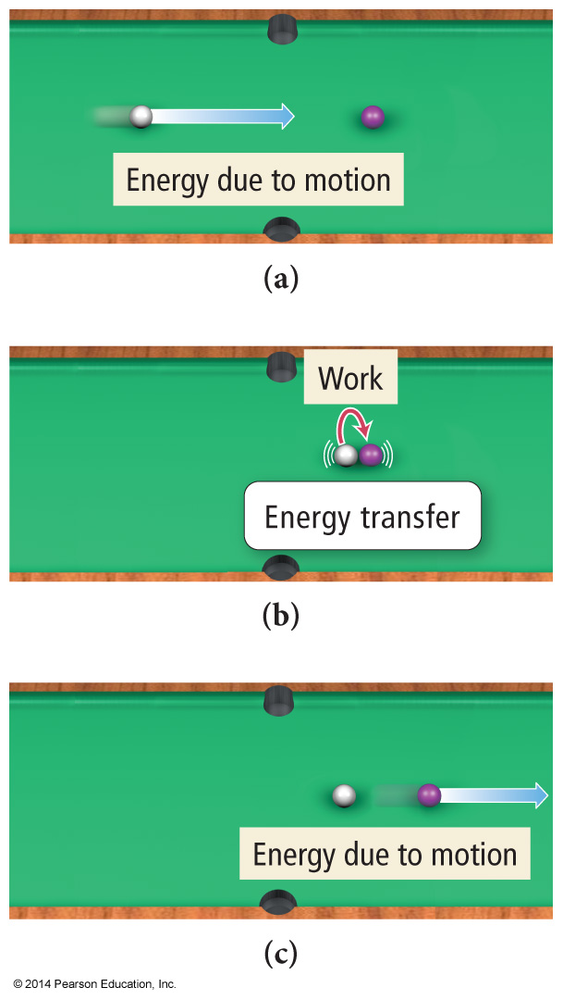 Energy due to motion
(a)
Work
Energy transfer
(b)
Energy due to motion
(c)
© 2014 Pearson Education, Inc.